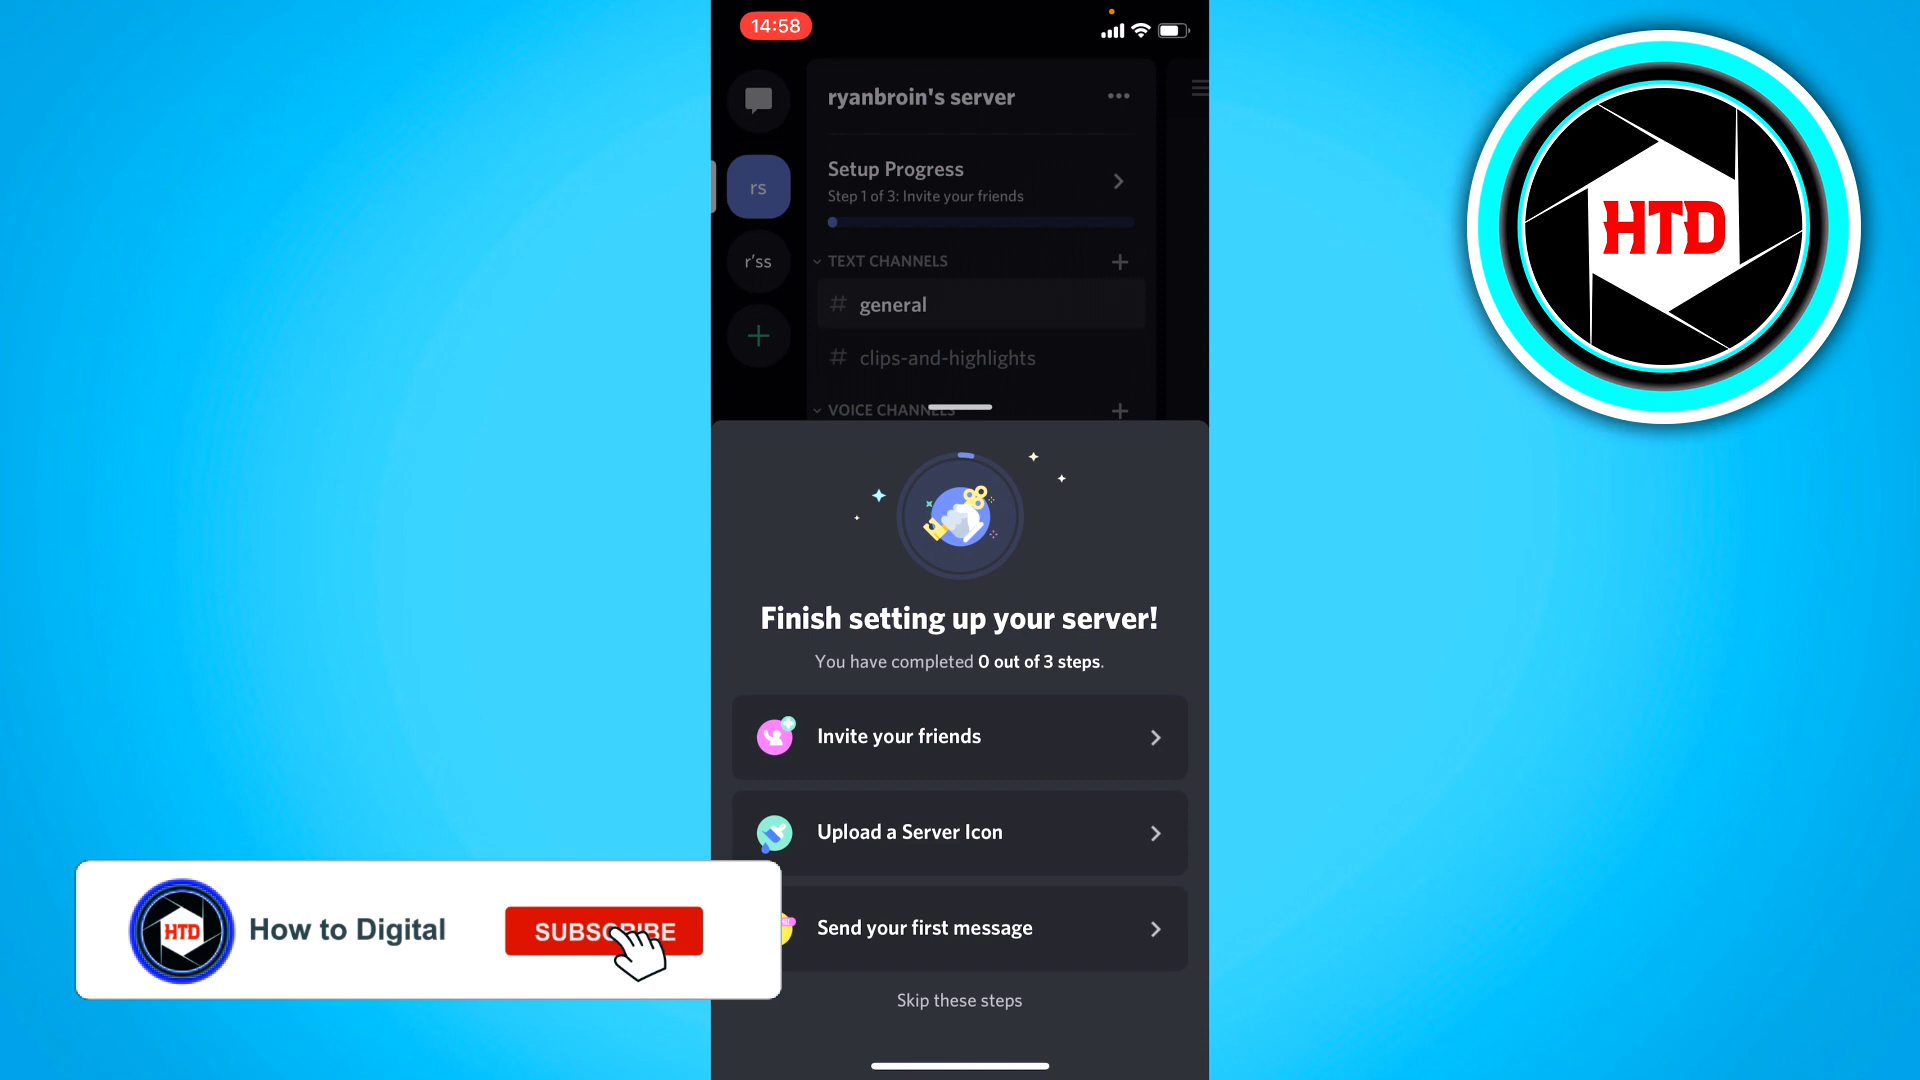 14:58
ryanbroin's server
Setup Progress
Step 1 of 3: Invite your friends
rs
r'ss
TEXT CHANNELS
# general
# clips-and-highlights
VOICE CHANNELS
Finish setting up your server!
You have completed 0 out of 3 steps.
Invite your friends
Upload a Server Icon
Send your first message
Skip these steps
HTD
HTD
How to Digital
SUBSCRIBE